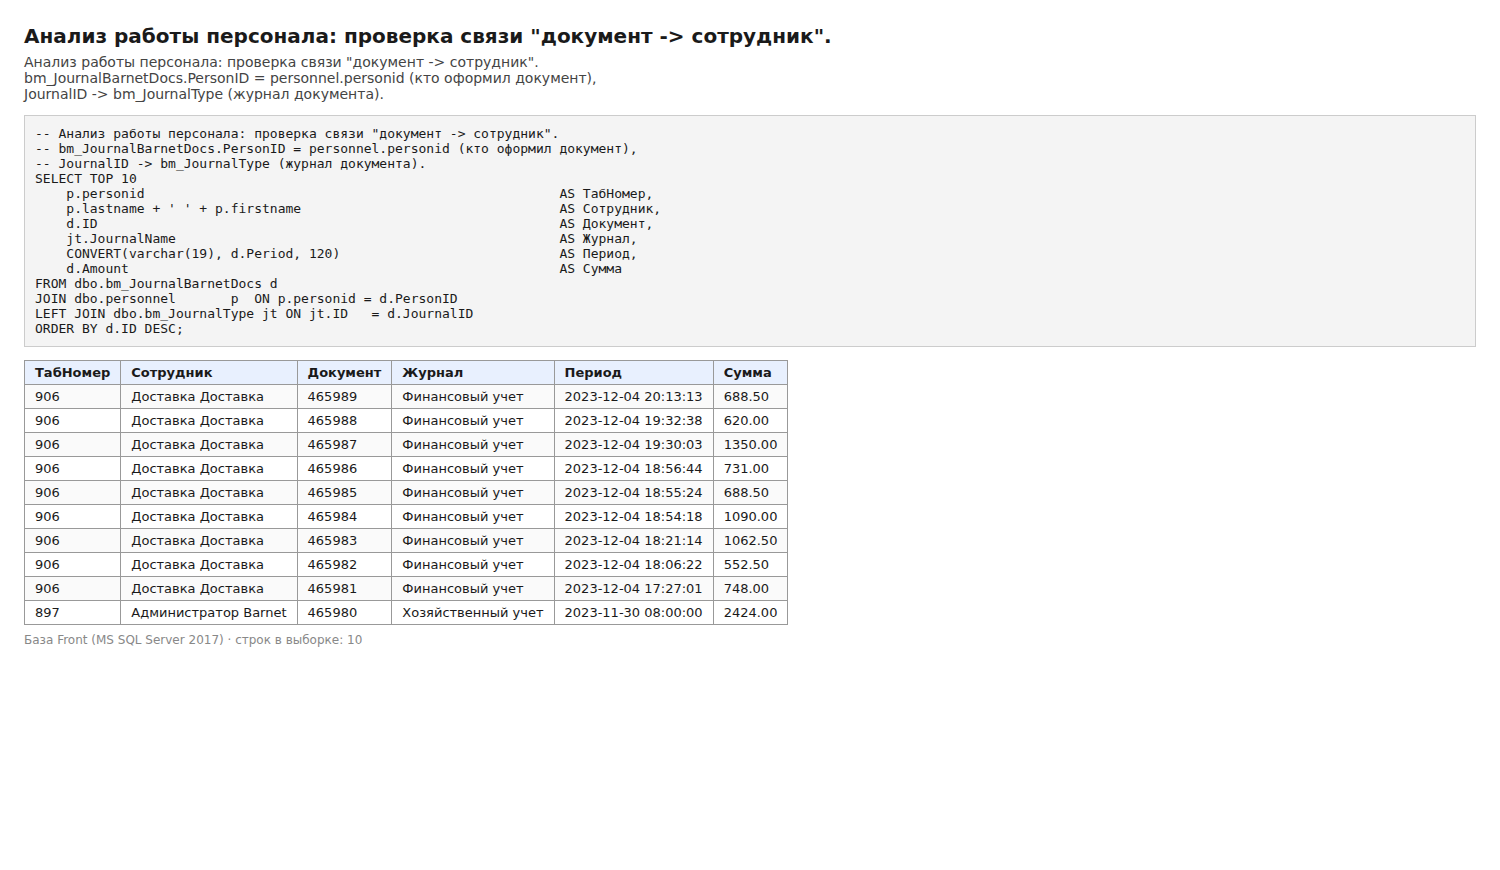 Анализ работы персонала: проверка связи "документ -> сотрудник".
Анализ работы персонала: проверка связи "документ -> сотрудник".
bm_JournalBarnetDocs.PersonID = personnel.personid (кто оформил документ),
JournalID -> bm_JournalType (журнал документа).
-- Анализ работы персонала: проверка связи "документ -> сотрудник".
-- bm_JournalBarnetDocs.PersonID = personnel.personid (кто оформил документ),
-- JournalID -> bm_JournalType (журнал документа).
SELECT TOP 10
    p.personid                                                     AS ТабНомер,
    p.lastname + ' ' + p.firstname                                 AS Сотрудник,
    d.ID                                                           AS Документ,
    jt.JournalName                                                 AS Журнал,
    CONVERT(varchar(19), d.Period, 120)                            AS Период,
    d.Amount                                                       AS Сумма
FROM dbo.bm_JournalBarnetDocs d
JOIN dbo.personnel       p  ON p.personid = d.PersonID
LEFT JOIN dbo.bm_JournalType jt ON jt.ID   = d.JournalID
ORDER BY d.ID DESC;
ТабНомер Сотрудник Документ Журнал Период Сумма
906 Доставка Доставка 465989 Финансовый учет 2023-12-04 20:13:13 688.50
906 Доставка Доставка 465988 Финансовый учет 2023-12-04 19:32:38 620.00
906 Доставка Доставка 465987 Финансовый учет 2023-12-04 19:30:03 1350.00
906 Доставка Доставка 465986 Финансовый учет 2023-12-04 18:56:44 731.00
906 Доставка Доставка 465985 Финансовый учет 2023-12-04 18:55:24 688.50
906 Доставка Доставка 465984 Финансовый учет 2023-12-04 18:54:18 1090.00
906 Доставка Доставка 465983 Финансовый учет 2023-12-04 18:21:14 1062.50
906 Доставка Доставка 465982 Финансовый учет 2023-12-04 18:06:22 552.50
906 Доставка Доставка 465981 Финансовый учет 2023-12-04 17:27:01 748.00
897 Администратор Barnet 465980 Хозяйственный учет 2023-11-30 08:00:00 2424.00
База Front (MS SQL Server 2017) · строк в выборке: 10